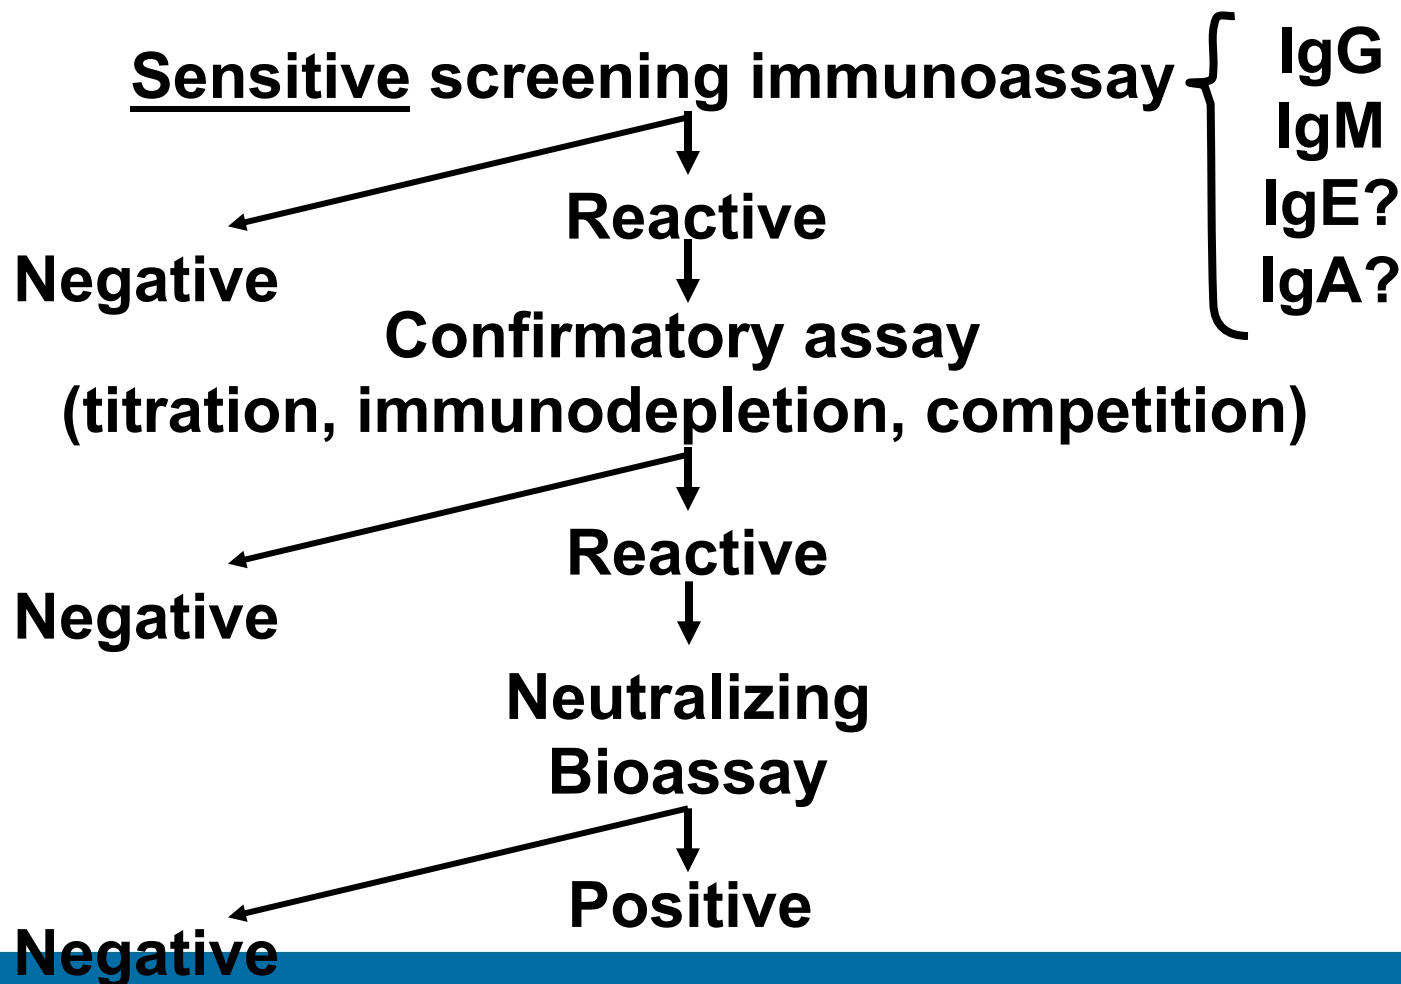 Sensitive screening immunoassay
IgG
IgM
IgE?
IgA?
Reactive
Negative
Confirmatory assay
(titration, immunodepletion, competition)
Reactive
Negative
Neutralizing
Bioassay
Positive
Negative